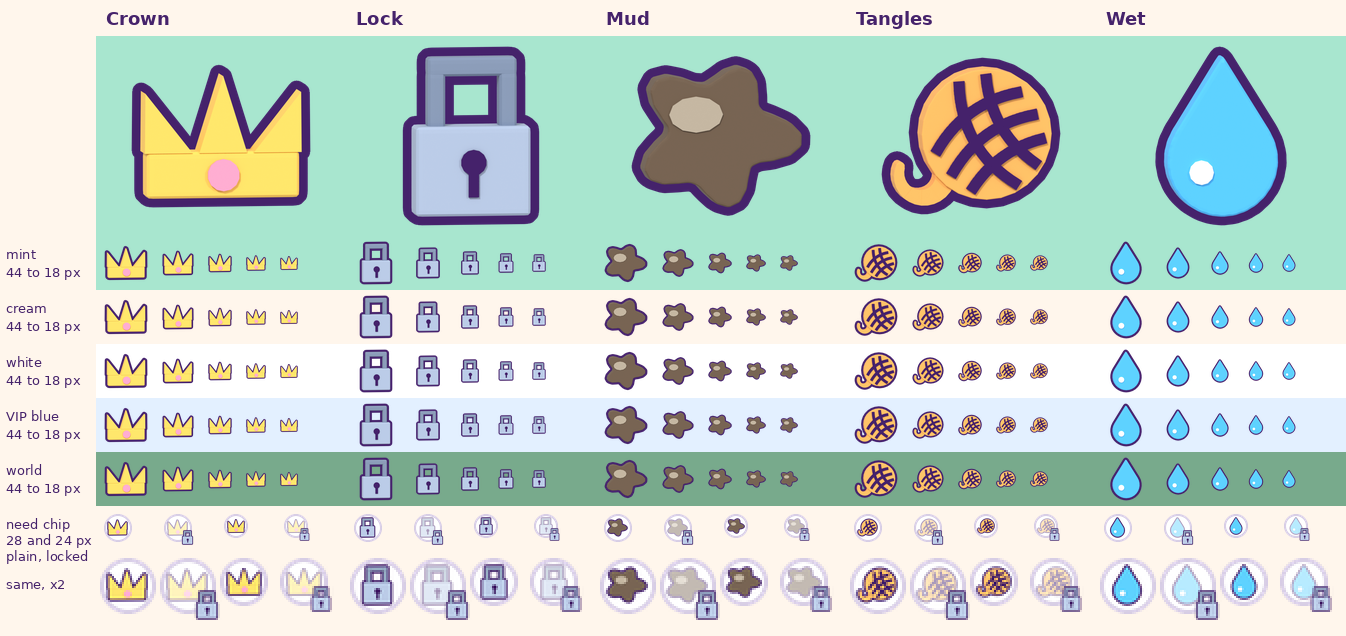 Crown Lock Mud Tangles Wet
mint
44 to 18 px
cream
44 to 18 px
white
44 to 18 px
VIP blue
44 to 18 px
world
44 to 18 px
need chip
28 and 24 px
plain, locked
same, x2